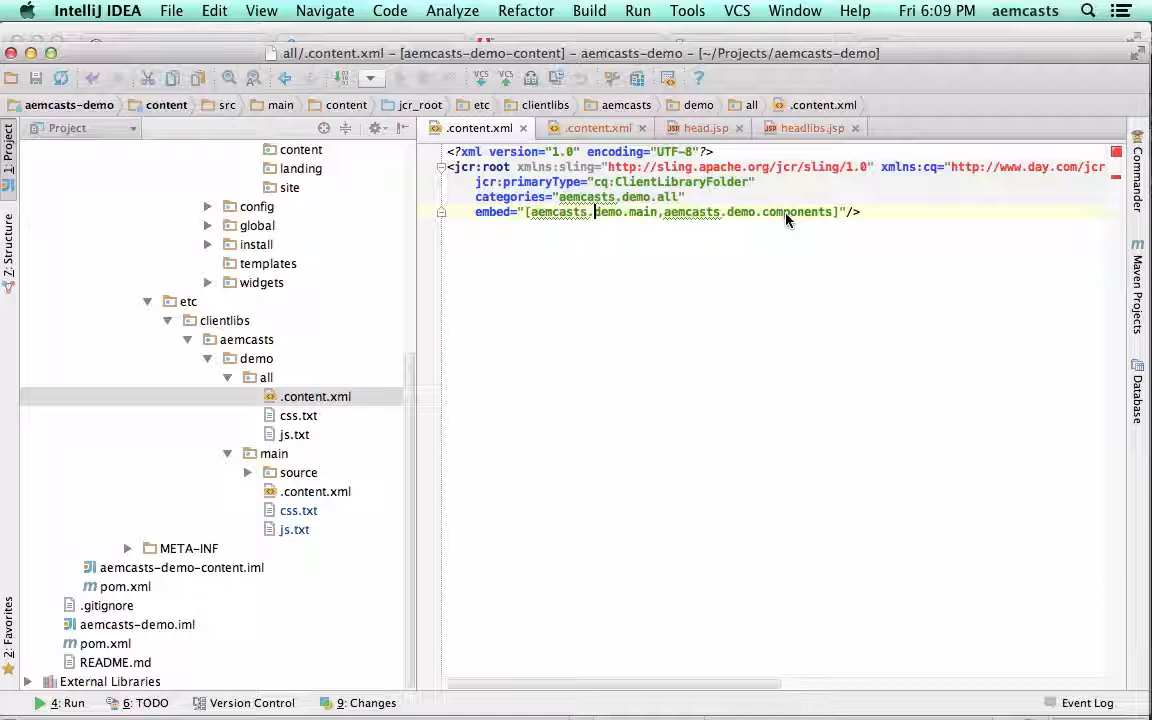 IntelliJ IDEA File Edit View Navigate Code Analyze Refactor Build Run Tools VCS Window Help Fri 6:09 PM aemcasts
all/.content.xml - [aemcasts-demo-content] - aemcasts-demo - [~/Projects/aemcasts-demo]
aemcasts-demo content src main content jcr_root etc clientlibs aemcasts demo all .content.xml
Project
.content.xml .content.xml head.jsp headlibs.jsp
<?xml version="1.0" encoding="UTF-8"?>
<jcr:root xmlns:sling="http://sling.apache.org/jcr/sling/1.0" xmlns:cq="http://www.day.com/jcr
jcr:primaryType="cq:ClientLibraryFolder"
categories="aemcasts.demo.all"
embed="[aemcasts.demo.main,aemcasts.demo.components]"/>
content
landing
site
config
global
install
templates
widgets
etc
clientlibs
aemcasts
demo
all
.content.xml
css.txt
js.txt
main
source
.content.xml
css.txt
js.txt
META-INF
aemcasts-demo-content.iml
pom.xml
.gitignore
aemcasts-demo.iml
pom.xml
README.md
External Libraries
1: Project
7: Structure
2: Favorites
Commander
Maven Projects
Database
4: Run 6: TODO Version Control 9: Changes Event Log